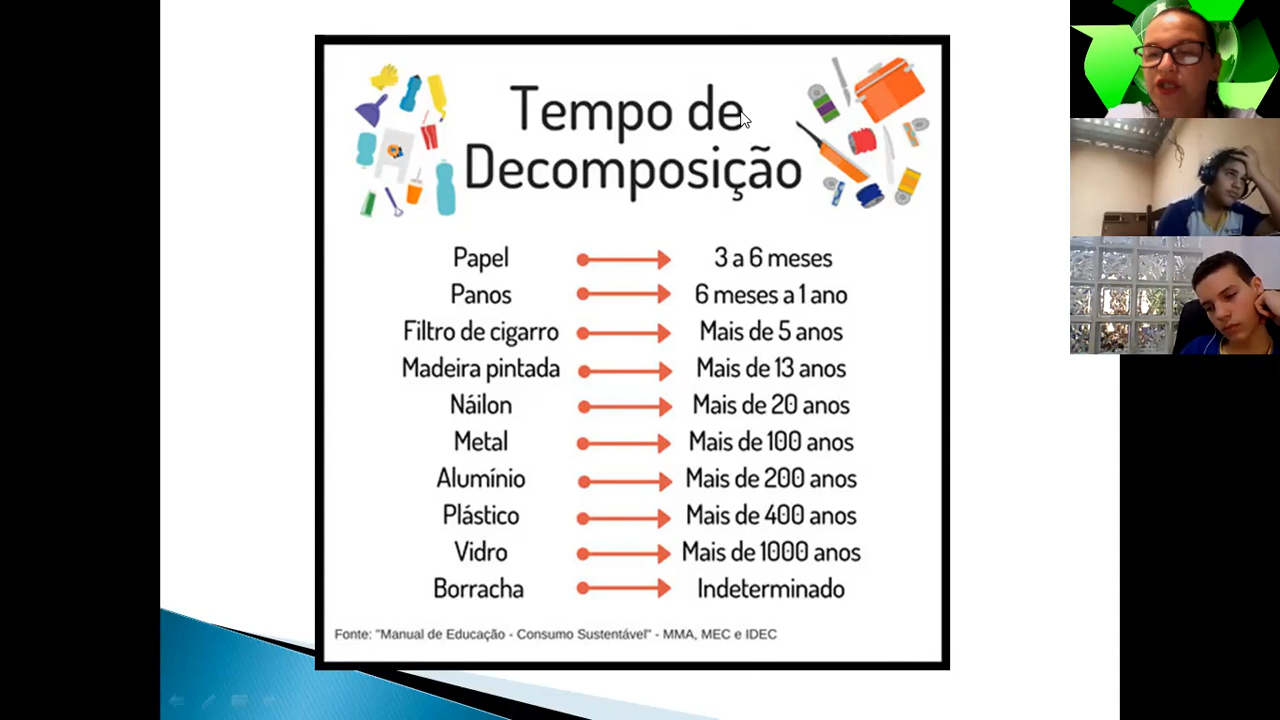 Tempo de
Decomposição
Papel 3 a 6 meses
Panos 6 meses a 1 ano
Filtro de cigarro Mais de 5 anos
Madeira pintada Mais de 13 anos
Náilon Mais de 20 anos
Metal Mais de 100 anos
Alumínio Mais de 200 anos
Plástico Mais de 400 anos
Vidro Mais de 1000 anos
Borracha Indeterminado
Fonte: "Manual de Educação - Consumo Sustentável" - MMA, MEC e IDEC